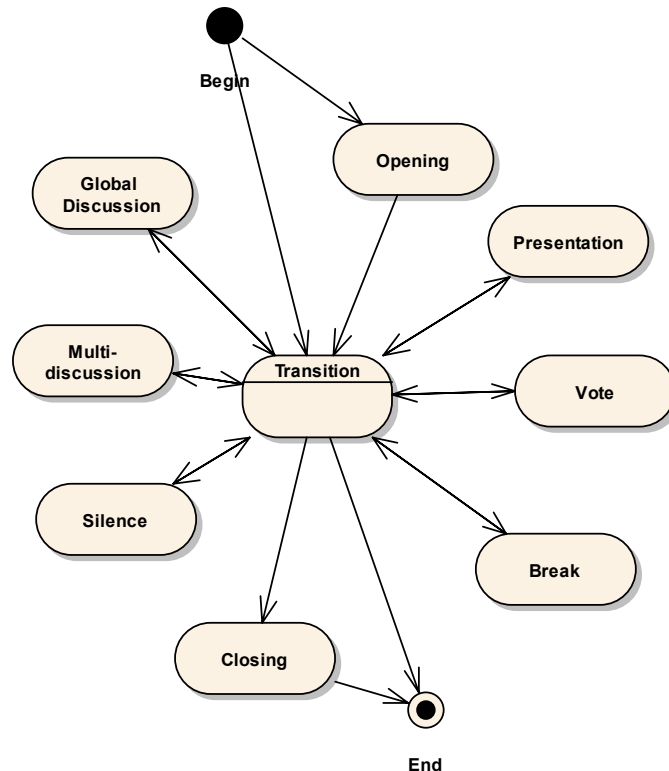 Begin
Opening
Global
Discussion
Presentation
Multi-
discussion
Transition
Vote
Silence
Break
Closing
End